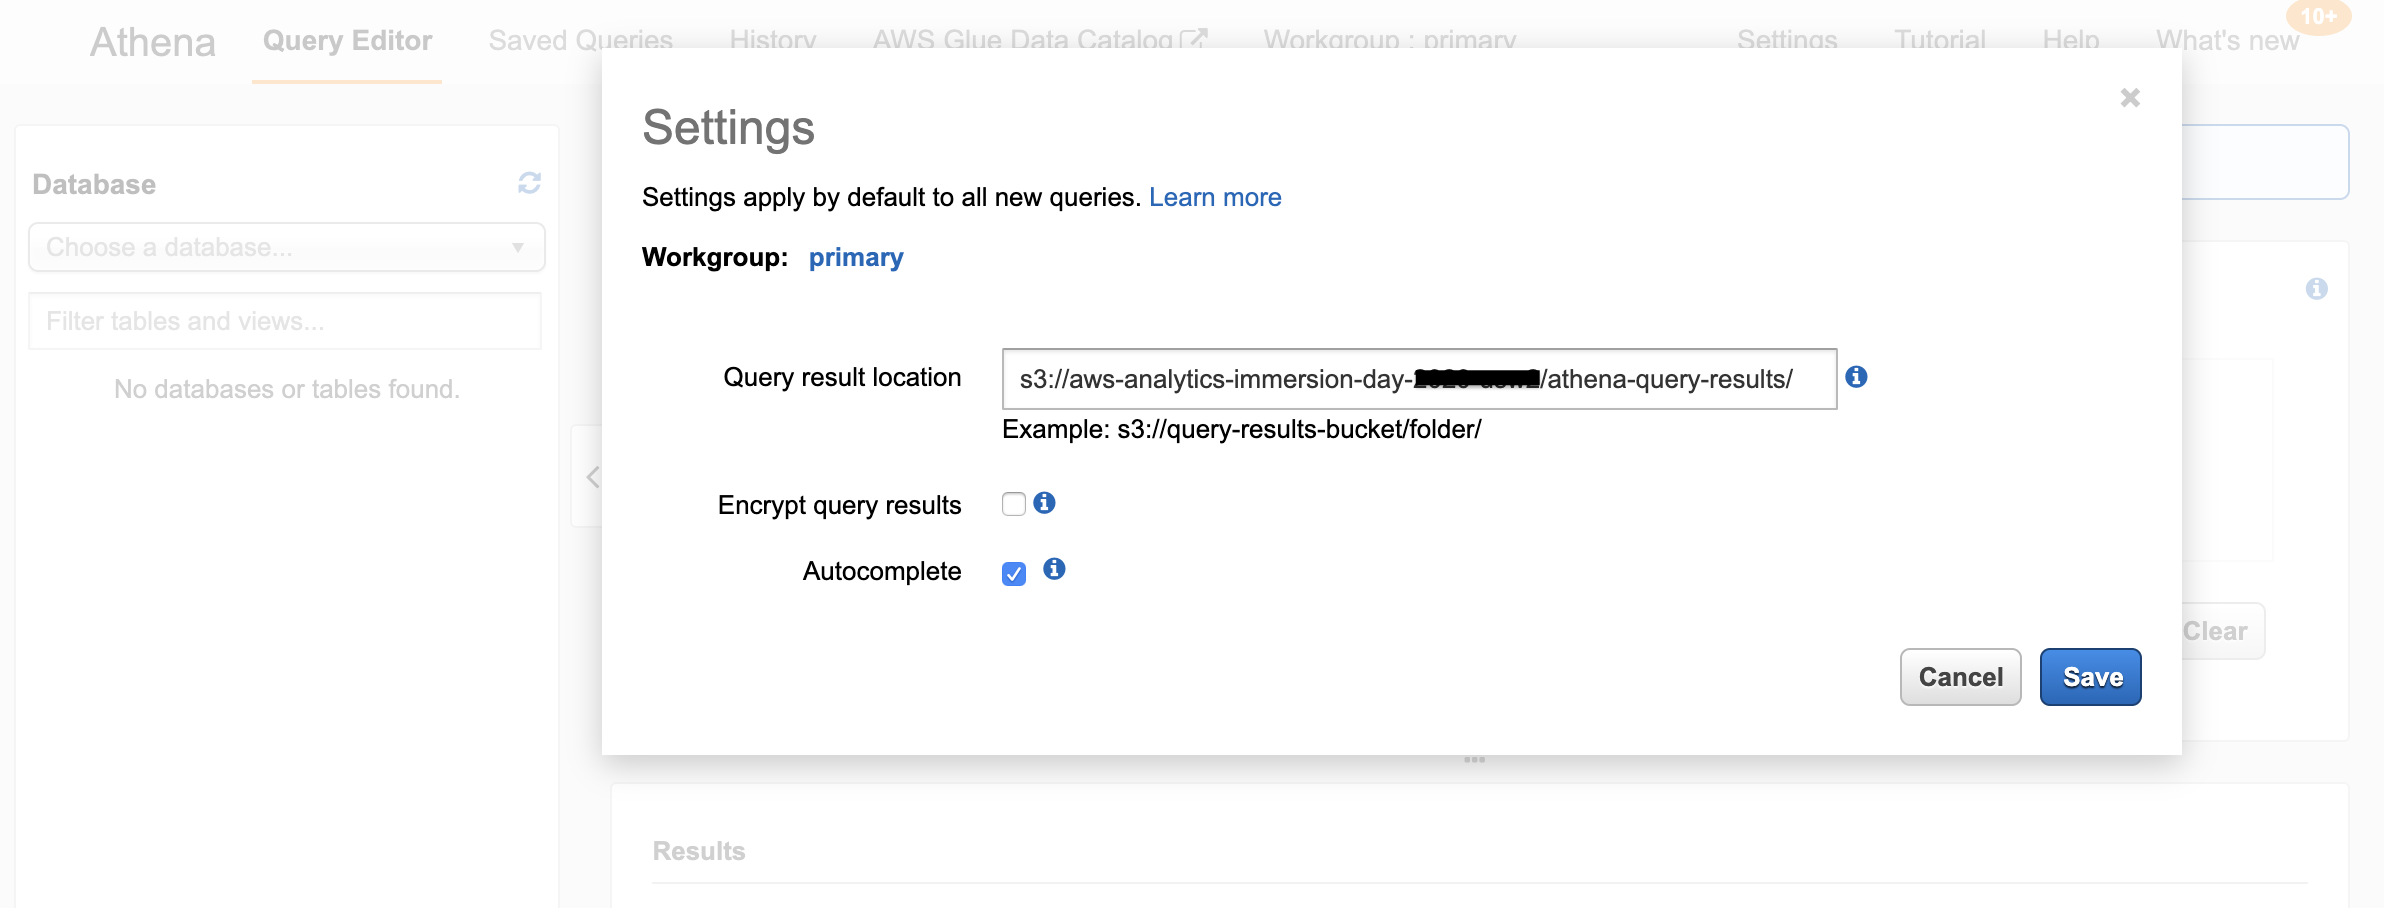 Athena Query Editor Saved Queries History AWS Glue Data Catalog Workgroup : primary Settings Tutorial Help What's new 10+
Settings
Settings apply by default to all new queries. Learn more
Workgroup: primary
Database
Choose a database...
Filter tables and views...
No databases or tables found.
Query result location s3://aws-analytics-immersion-day-/athena-query-results/
Example: s3://query-results-bucket/folder/
Encrypt query results
Autocomplete
Clear
Cancel Save
Results